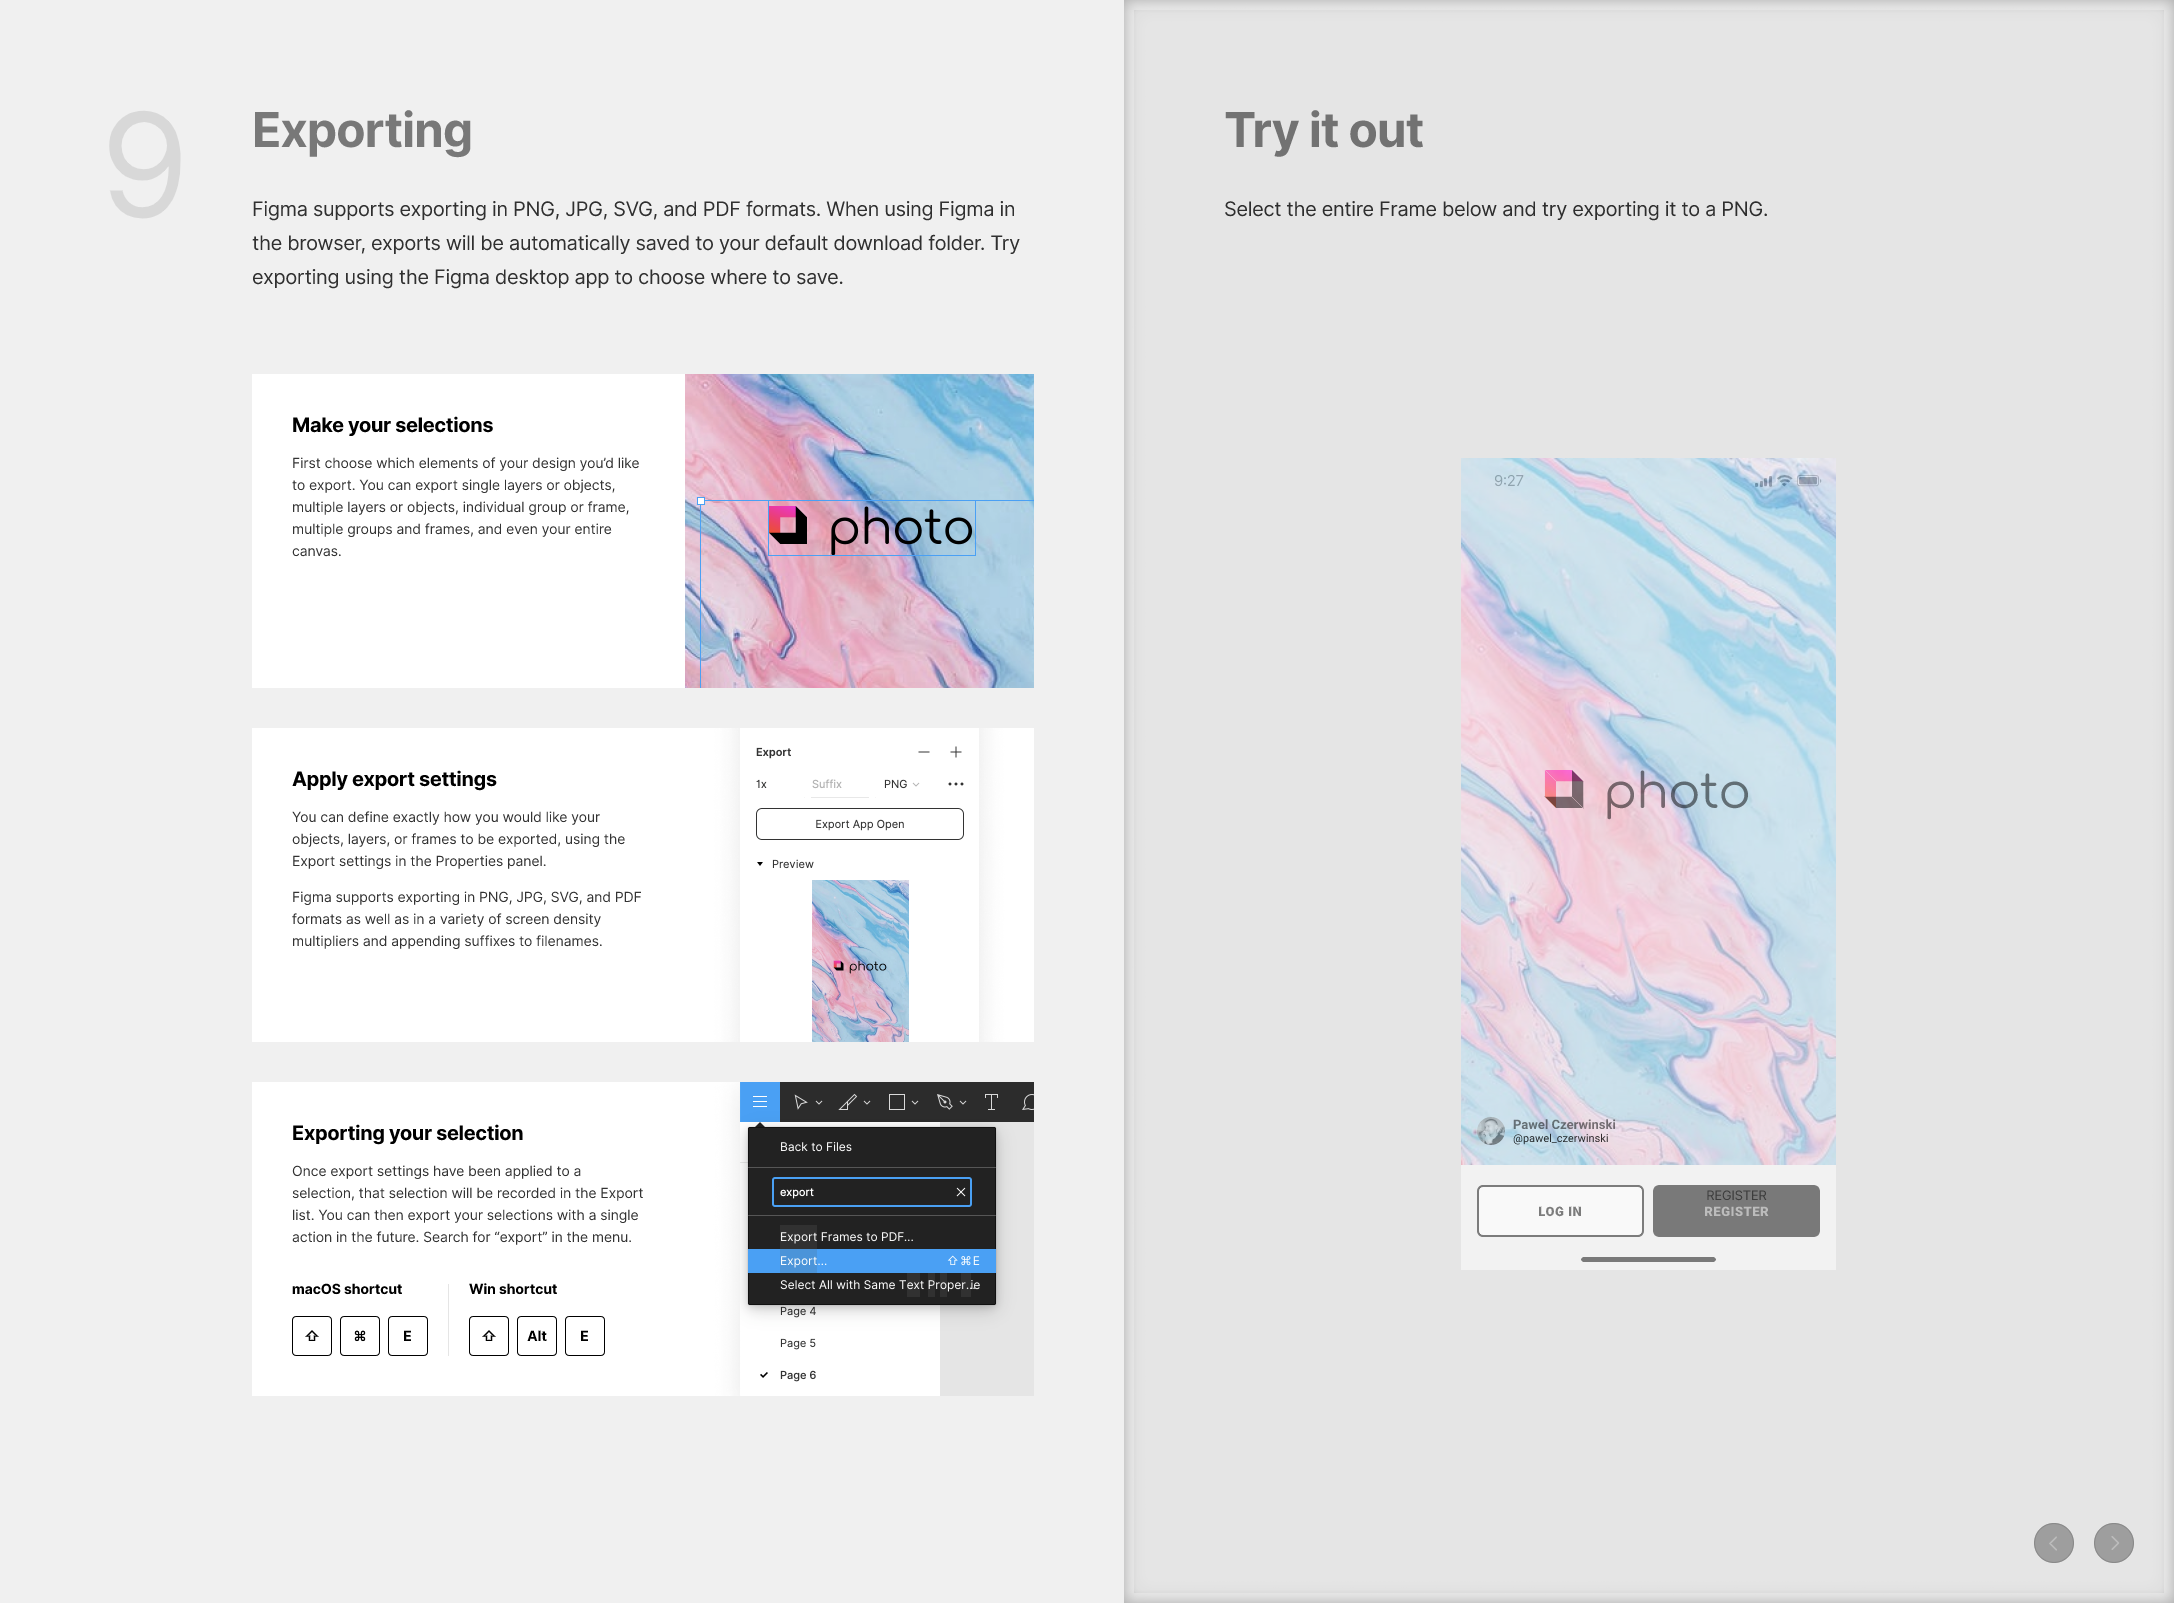 9
Exporting
Figma supports exporting in PNG, JPG, SVG, and PDF formats. When using Figma in
the browser, exports will be automatically saved to your default download folder. Try
exporting using the Figma desktop app to choose where to save.
Make your selections
First choose which elements of your design you’d like
to export. You can export single layers or objects,
multiple layers or objects, individual group or frame,
multiple groups and frames, and even your entire
canvas.
photo
Apply export settings
You can define exactly how you would like your
objects, layers, or frames to be exported, using the
Export settings in the Properties panel.
Figma supports exporting in PNG, JPG, SVG, and PDF
formats as well as in a variety of screen density
multipliers and appending suffixes to filenames.
Export
1x Suffix PNG
Export App Open
Preview
photo
Exporting your selection
Once export settings have been applied to a
selection, that selection will be recorded in the Export
list. You can then export your selections with a single
action in the future. Search for “export” in the menu.
macOS shortcut
⇧ ⌘ E
Win shortcut
⇧ Alt E
Back to Files
export
Export Frames to PDF...
Export... ⇧⌘E
Select All with Same Text Proper...ie
Page 4
Page 5
Page 6
Try it out
Select the entire Frame below and try exporting it to a PNG.
9:27
photo
Pawel Czerwinski
@pawel_czerwinski
LOG IN
REGISTER
REGISTER